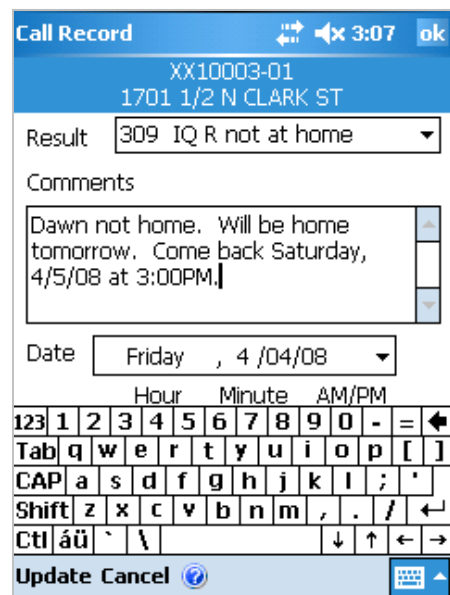 Call Record 3:07 ok
XX10003-01
1701 1/2 N CLARK ST
Result 309 IQ R not at home
Comments
Dawn not home. Will be home
tomorrow. Come back Saturday,
4/5/08 at 3:00PM.
Date Friday , 4 /04/08
Hour Minute AM/PM
123 1 2 3 4 5 6 7 8 9 0 - =
Tab q w e r t y u i o p [ ]
CAP a s d f g h j k l ; '
Shift z x c v b n m , . /
Ctl áü ` \
Update Cancel ?